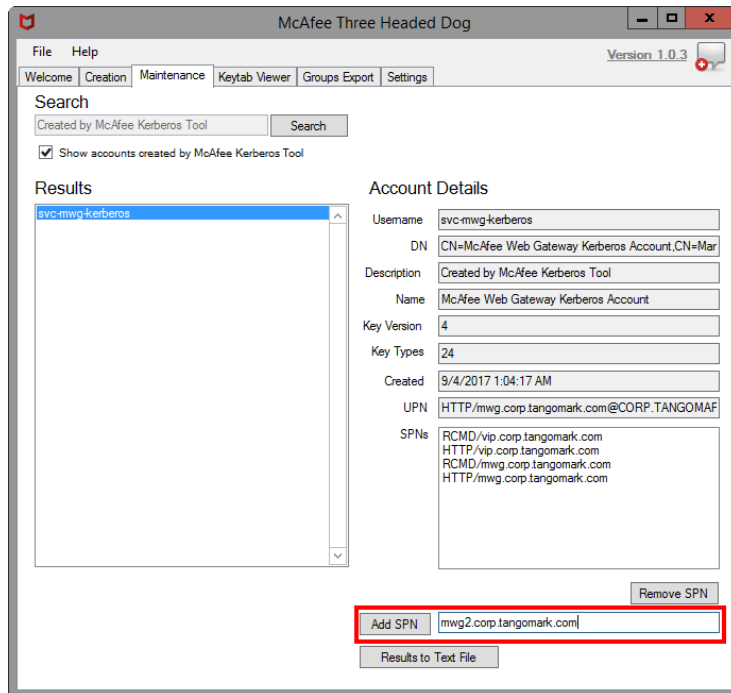 McAfee Three Headed Dog
File Help
Version 1.0.3
Welcome Creation Maintenance Keytab Viewer Groups Export Settings
Search
Created by McAfee Kerberos Tool Search
Show accounts created by McAfee Kerberos Tool
Results
svc-mwg-kerberos
Account Details
Username svc-mwg-kerberos
DN CN=McAfee Web Gateway Kerberos Account,CN=Mar
Description Created by McAfee Kerberos Tool
Name McAfee Web Gateway Kerberos Account
Key Version 4
Key Types 24
Created 9/4/2017 1:04:17 AM
UPN HTTP/mwg.corp.tangomark.com@CORP.TANGOMAR
SPNs RCMD/vip.corp.tangomark.com
HTTP/vip.corp.tangomark.com
RCMD/mwg.corp.tangomark.com
HTTP/mwg.corp.tangomark.com
Remove SPN
Add SPN mwg2.corp.tangomark.com
Results to Text File